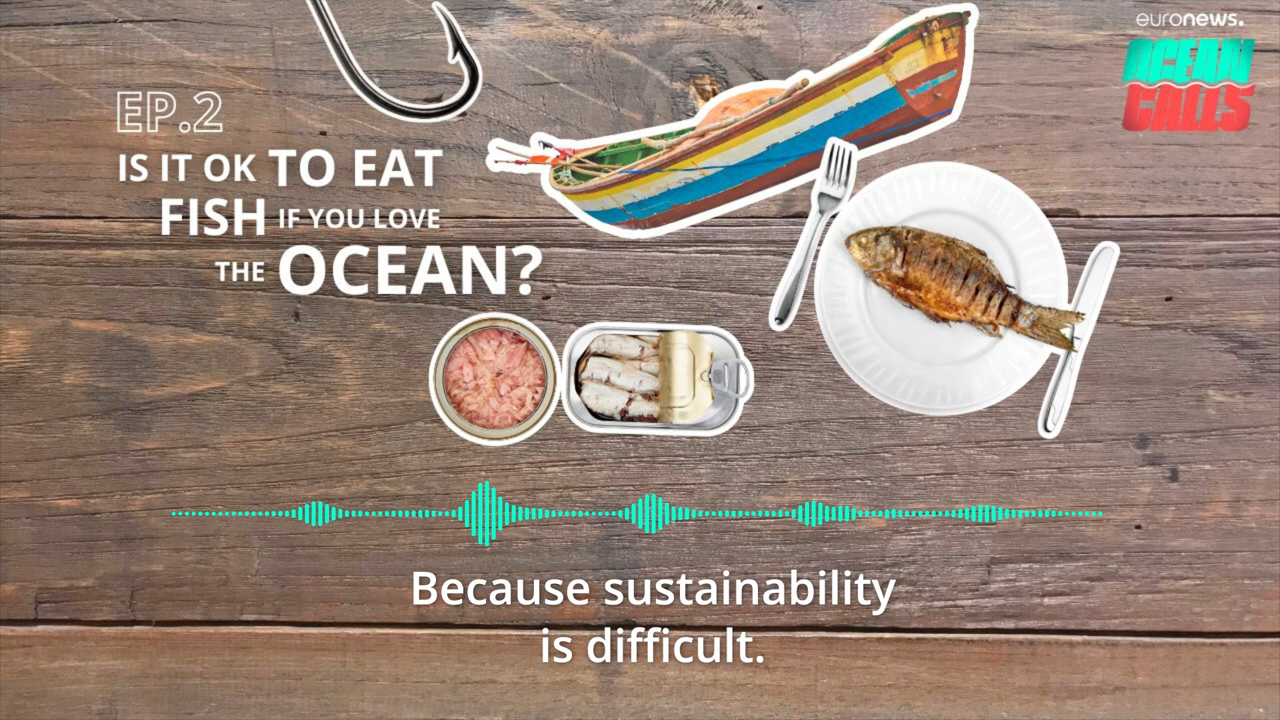 euronews.
OCEAN
CALLS
EP.2
IS IT OK TO EAT
FISH IF YOU LOVE
THE OCEAN?
Because sustainability
is difficult.